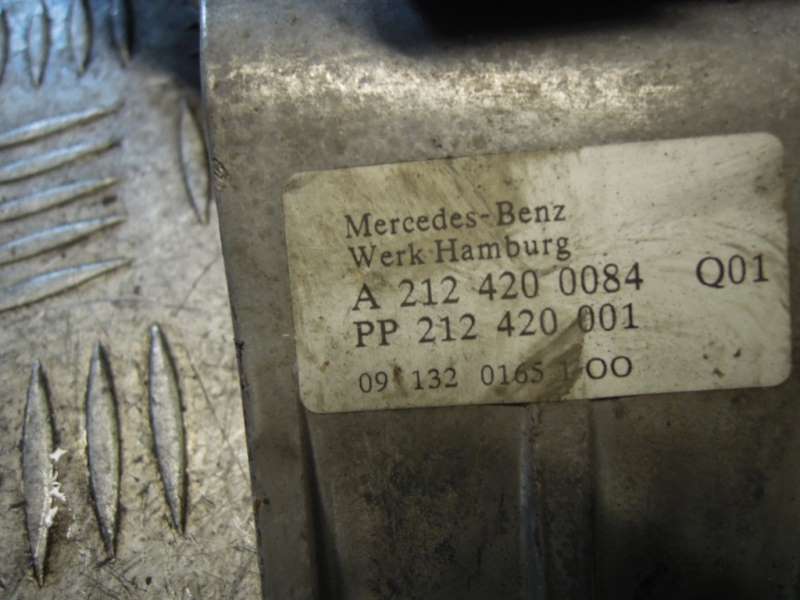 Mercedes-Benz
Werk Hamburg
A 212 420 0084 Q01
PP 212 420 001
09 132 0165 1 OO